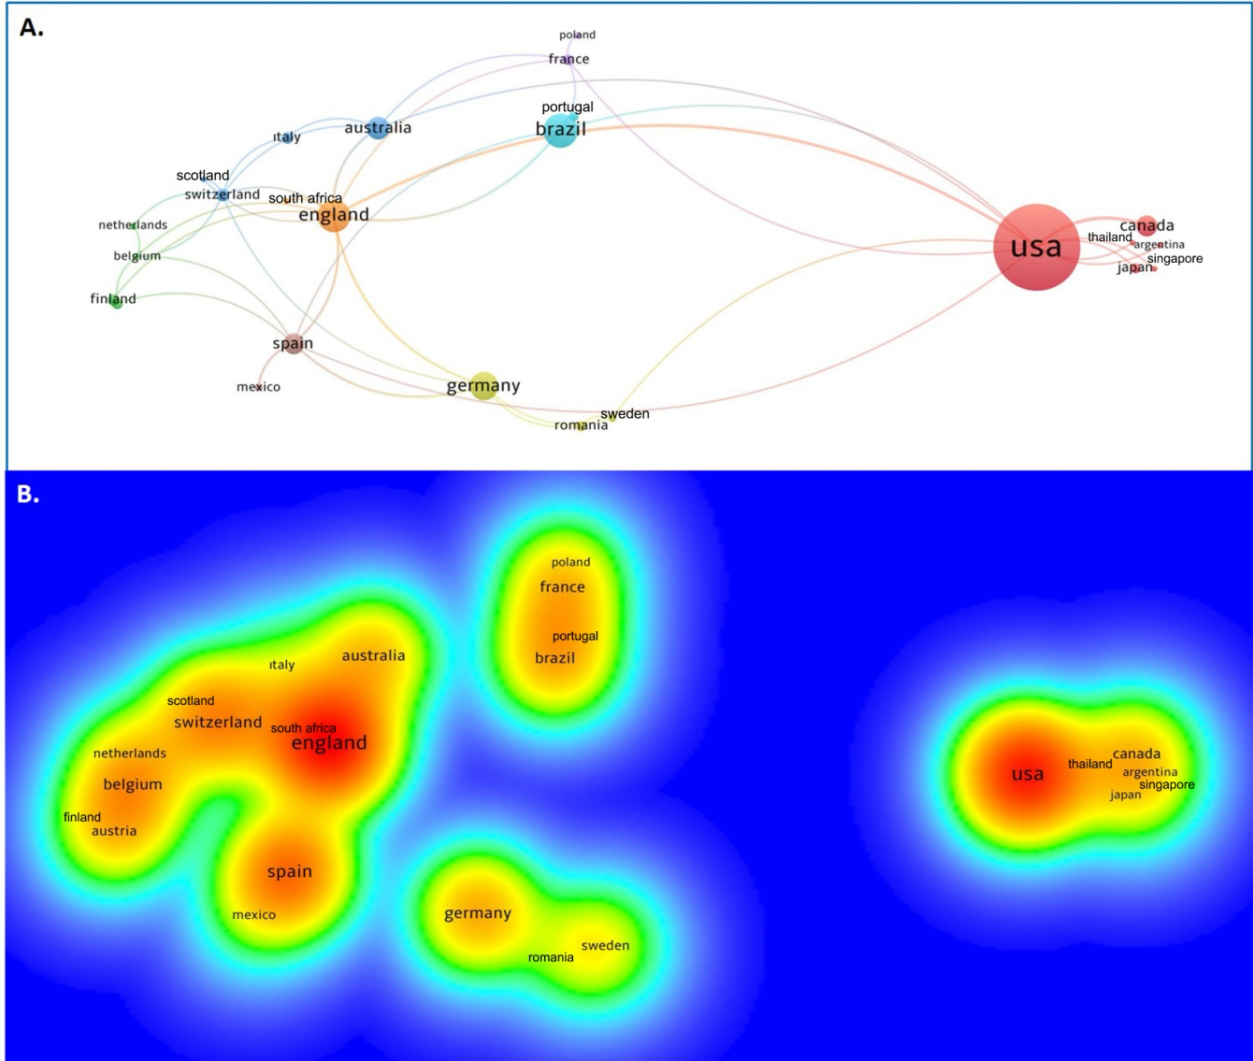 A.
poland
france
portugal
brazil
australia
italy
scotland
switzerland
south africa
england
netherlands
belgium
finland
spain
mexico
germany
sweden
romania
usa
canada
thailand
argentina
singapore
japan
B.
poland
france
portugal
brazil
australia
italy
scotland
switzerland
south africa
england
netherlands
belgium
finland
austria
spain
mexico
germany
sweden
romania
usa
canada
thailand
argentina
singapore
japan